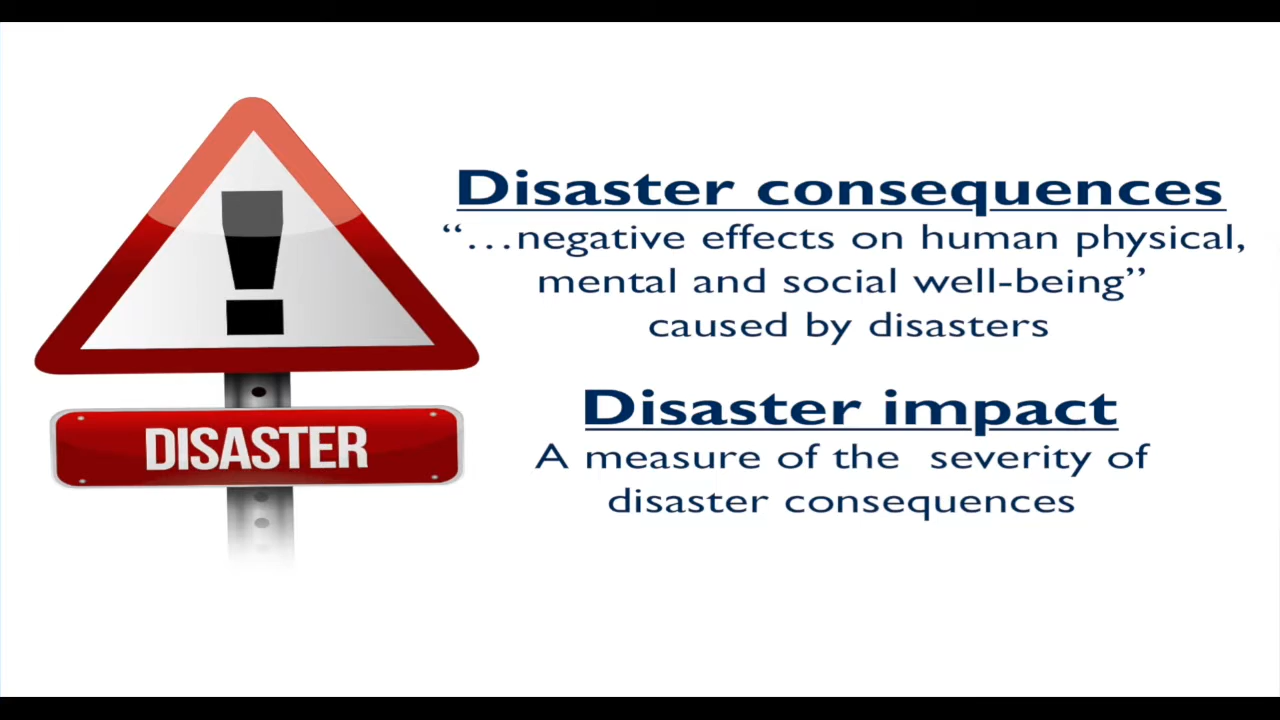 Disaster consequences
“…negative effects on human physical,
mental and social well-being”
caused by disasters
Disaster impact
A measure of the  severity of
disaster consequences
!
DISASTER